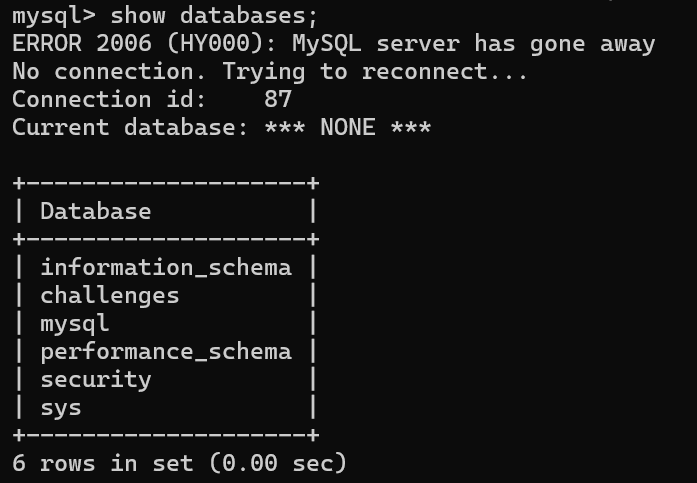 mysql> show databases;
ERROR 2006 (HY000): MySQL server has gone away
No connection. Trying to reconnect...
Connection id:    87
Current database: *** NONE ***

+--------------------+
| Database           |
+--------------------+
| information_schema |
| challenges         |
| mysql              |
| performance_schema |
| security           |
| sys                |
+--------------------+
6 rows in set (0.00 sec)